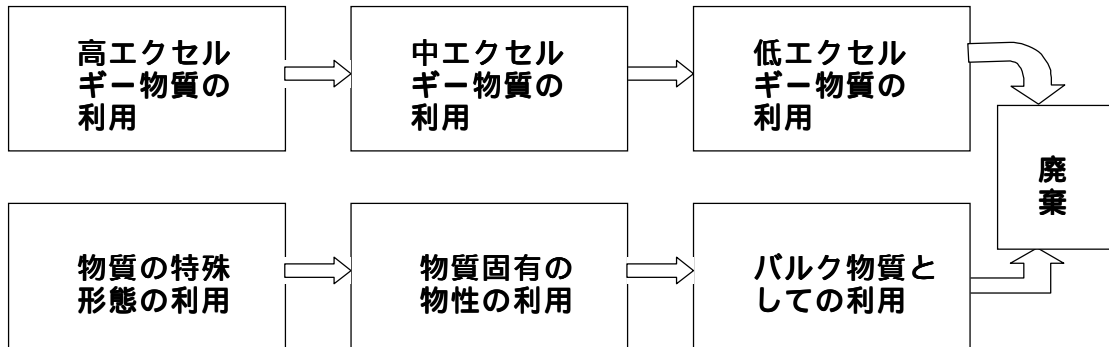 高エクセル
ギー物質の
利用
中エクセル
ギー物質の
利用
低エクセル
ギー物質の
利用
廃
棄
物質の特殊
形態の利用
物質固有の
物性の利用
バルク物質と
しての利用